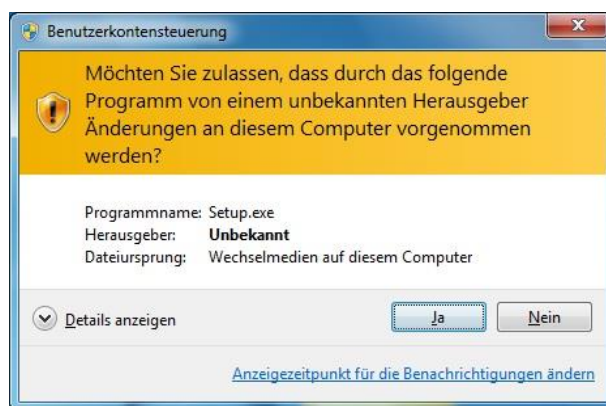 Benutzerkontensteuerung
Möchten Sie zulassen, dass durch das folgende
Programm von einem unbekannten Herausgeber
Änderungen an diesem Computer vorgenommen
werden?
Programmname: Setup.exe
Herausgeber: Unbekannt
Dateiursprung: Wechselmedien auf diesem Computer
Details anzeigen
Ja
Nein
Anzeigezeitpunkt für die Benachrichtigungen ändern